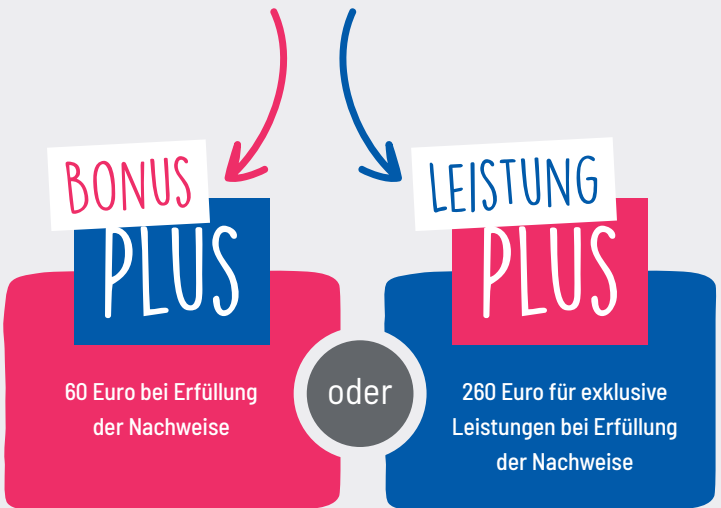 BONUS
PLUS
60 Euro bei Erfüllung
der Nachweise
oder
LEISTUNG
PLUS
260 Euro für exklusive
Leistungen bei Erfüllung
der Nachweise